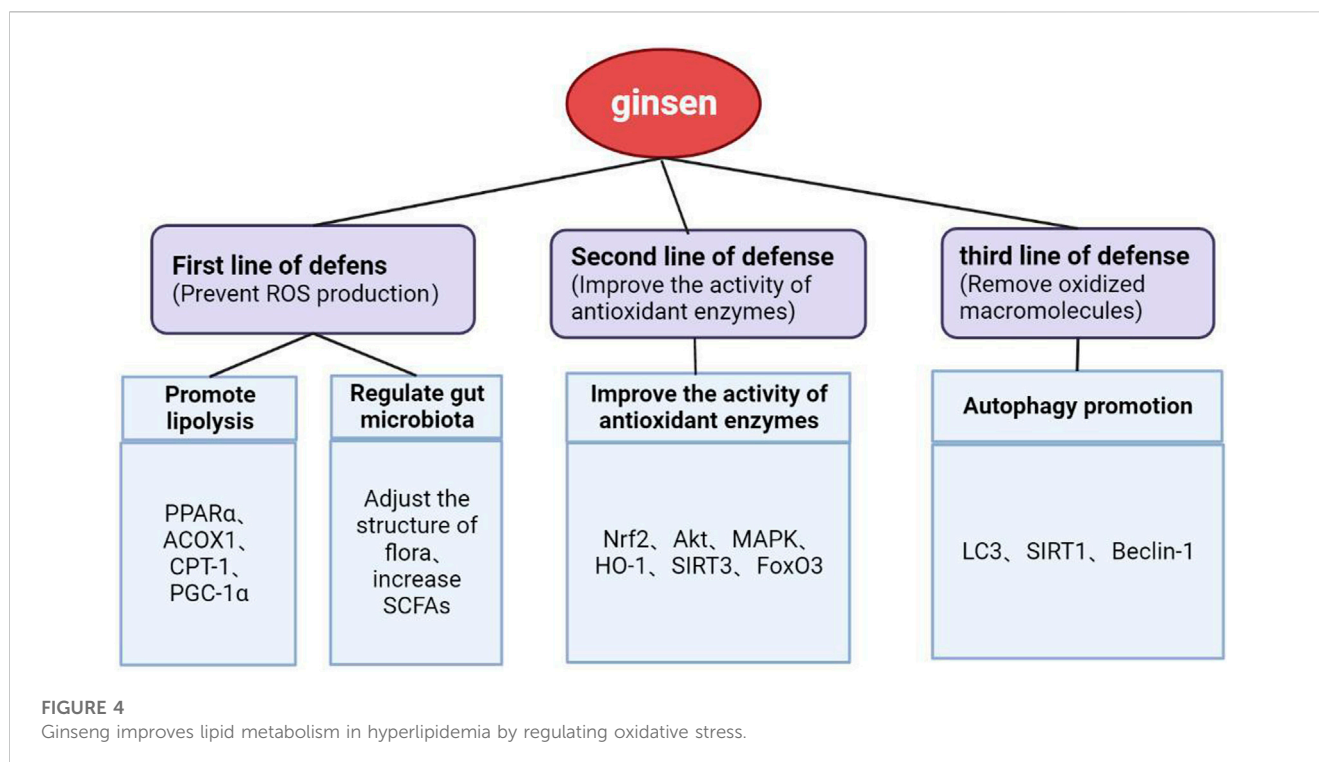 ginsen
First line of defens
(Prevent ROS production)
Second line of defense
(Improve the activity of
antioxidant enzymes)
third line of defense
(Remove oxidized
macromolecules)
Promote
lipolysis
Regulate gut
microbiota
Improve the activity of
antioxidant enzymes
Autophagy promotion
PPARα、
ACOX1、
CPT-1、
PGC-1α
Adjust the
structure of
flora、
increase
SCFAs
Nrf2、Akt、MAPK、
HO-1、SIRT3、FoxO3
LC3、SIRT1、Beclin-1
FIGURE 4
Ginseng improves lipid metabolism in hyperlipidemia by regulating oxidative stress.